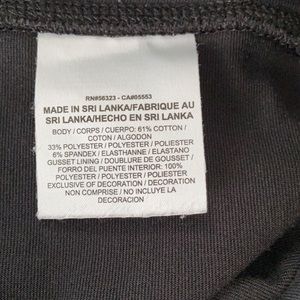 RN#56323 - CA#05553
MADE IN SRI LANKA/FABRIQUE AU
SRI LANKA/HECHO EN SRI LANKA
BODY / CORPS / CUERPO: 61% COTTON /
COTON / ALGODON
33% POLYESTER / POLYESTER / POLIESTER
6% SPANDEX / ELASTHANNE / ELASTANO
GUSSET LINING / DOUBLURE DE GOUSSET /
FORRO DEL PUENTE INTERIOR: 100%
POLYESTER / POLYESTER / POLIESTER
EXCLUSIVE OF DECORATION / DECORATION
NON COMPRISE / NO INCLUYE LA
DECORACION